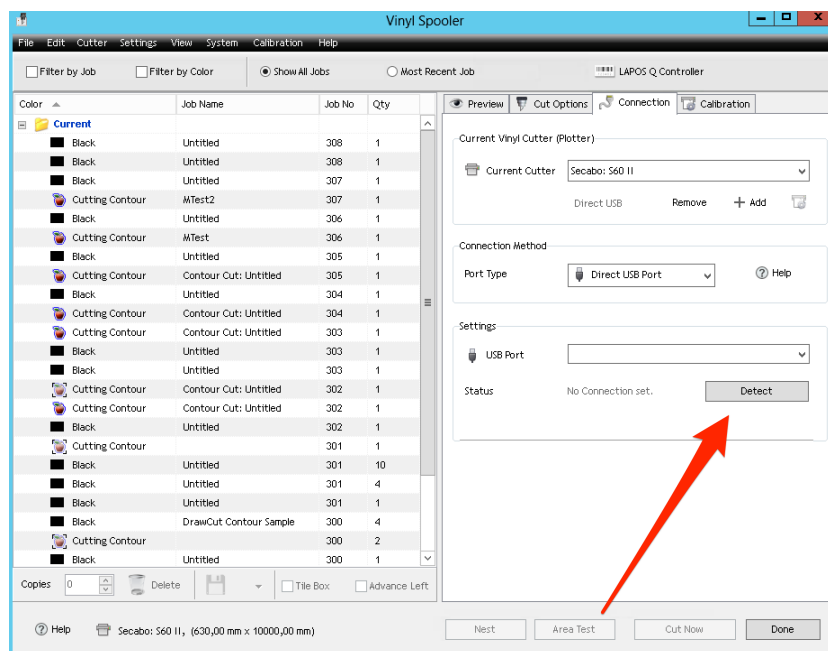 Vinyl Spooler
File Edit Cutter Settings View System Calibration Help
Filter by Job Filter by Color Show All Jobs Most Recent Job LAPOS Q Controller
Color Job Name Job No Qty
Current
Black Untitled 308 1
Black Untitled 308 1
Black Untitled 307 1
Cutting Contour MTest2 307 1
Black Untitled 306 1
Cutting Contour MTest 306 1
Black Untitled 305 1
Cutting Contour Contour Cut: Untitled 305 1
Black Untitled 304 1
Cutting Contour Contour Cut: Untitled 304 1
Cutting Contour Contour Cut: Untitled 303 1
Black Untitled 303 1
Black Untitled 303 1
Cutting Contour Contour Cut: Untitled 302 1
Cutting Contour Contour Cut: Untitled 302 1
Black Untitled 302 1
Cutting Contour 301 1
Black Untitled 301 10
Black Untitled 301 4
Black Untitled 301 1
Black DrawCut Contour Sample 300 4
Cutting Contour 300 2
Black Untitled 300 1
Copies 0 Delete Tile Box Advance Left
Preview Cut Options Connection Calibration
Current Vinyl Cutter (Plotter)
Current Cutter Secabo: S60 II
Direct USB Remove Add
Connection Method
Port Type Direct USB Port Help
Settings
USB Port
Status No Connection set. Detect
Help Secabo: S60 II, (630,00 mm x 10000,00 mm)
Nest Area Test Cut Now Done